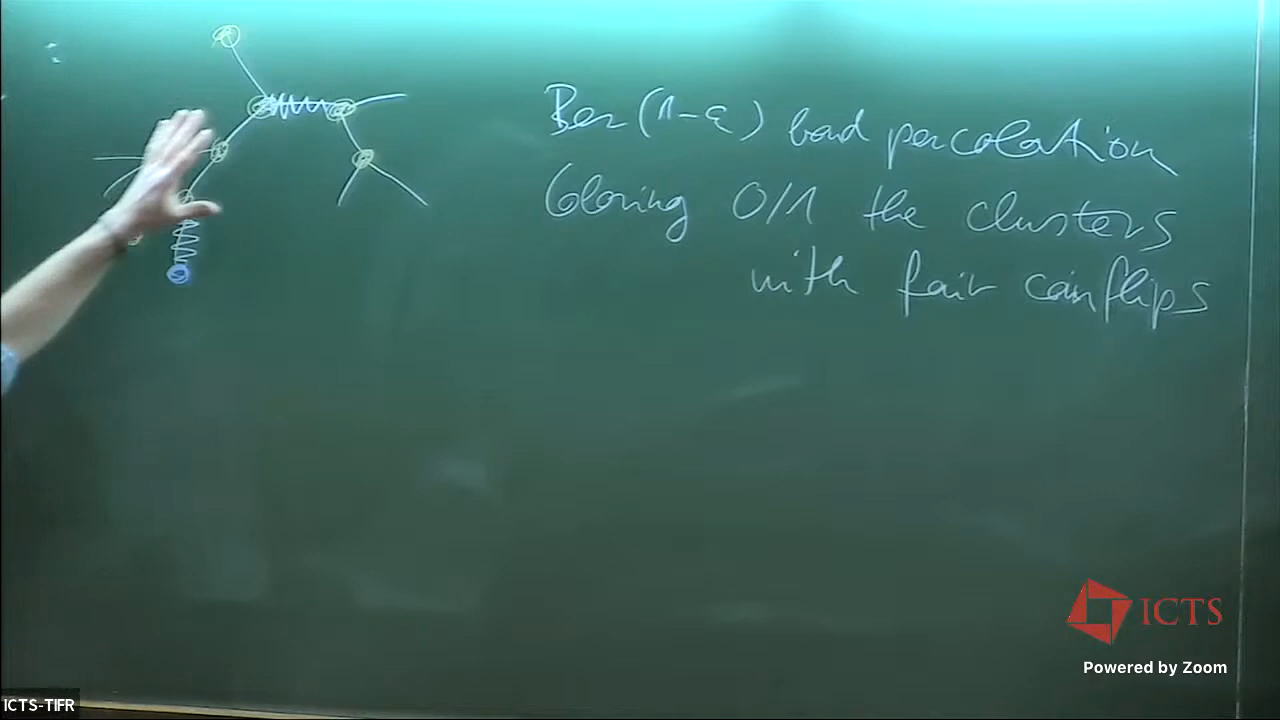 Ber(1-ε) bond percolation
Coloring 0/1 the clusters
with fair coinflips
ICTS
Powered by Zoom
ICTS-TIFR